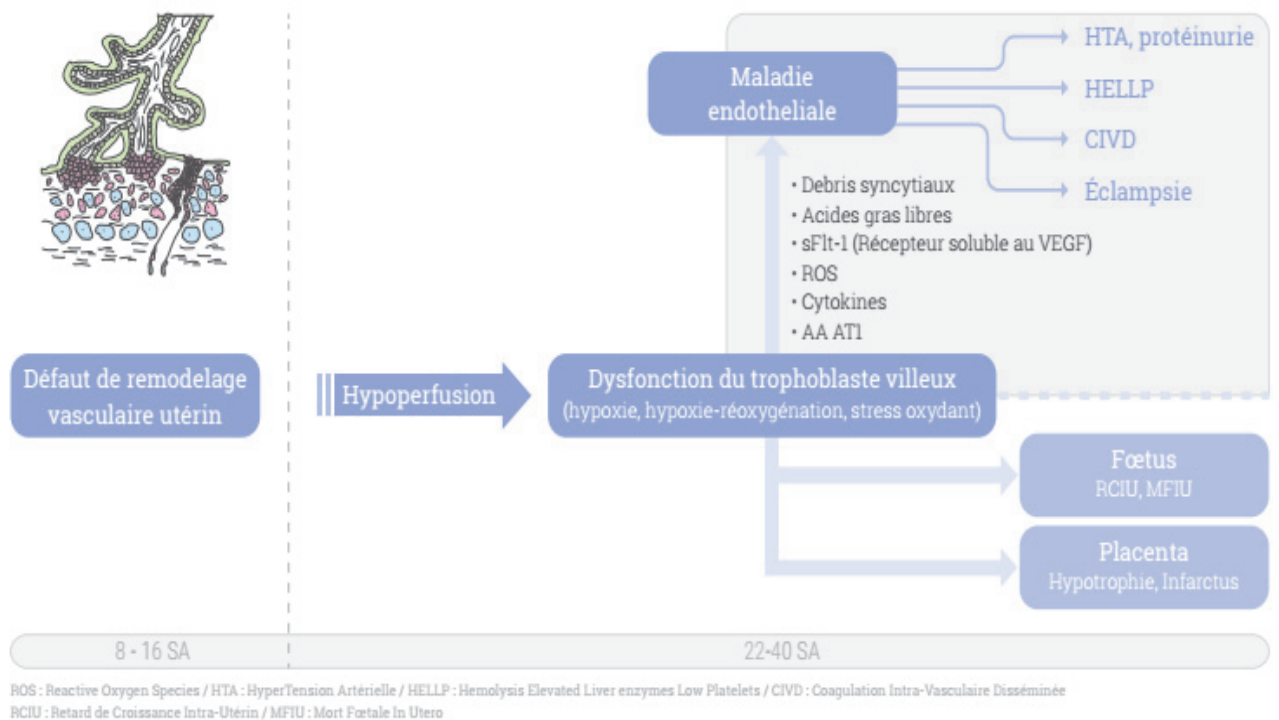 Maladie
endotheliale
HTA, protéinurie
HELLP
CIVD
Éclampsie
• Debris syncytiaux
• Acides gras libres
• sFlt-1 (Récepteur soluble au VEGF)
• ROS
• Cytokines
• AA AT1
Défaut de remodelage
vasculaire utérin
Hypoperfusion
Dysfonction du trophoblaste villeux
(hypoxie, hypoxie-réoxygénation, stress oxydant)
Fœtus
RCIU, MFIU
Placenta
Hypotrophie, Infarctus
8 - 16 SA
22-40 SA
ROS : Reactive Oxygen Species / HTA : HyperTension Artérielle / HELLP : Hemolysis Elevated Liver enzymes Low Platelets / CIVD : Coagulation Intra-Vasculaire Disséminée
RCIU : Retard de Croissance Intra-Utérin / MFIU : Mort Fœtale In Utero